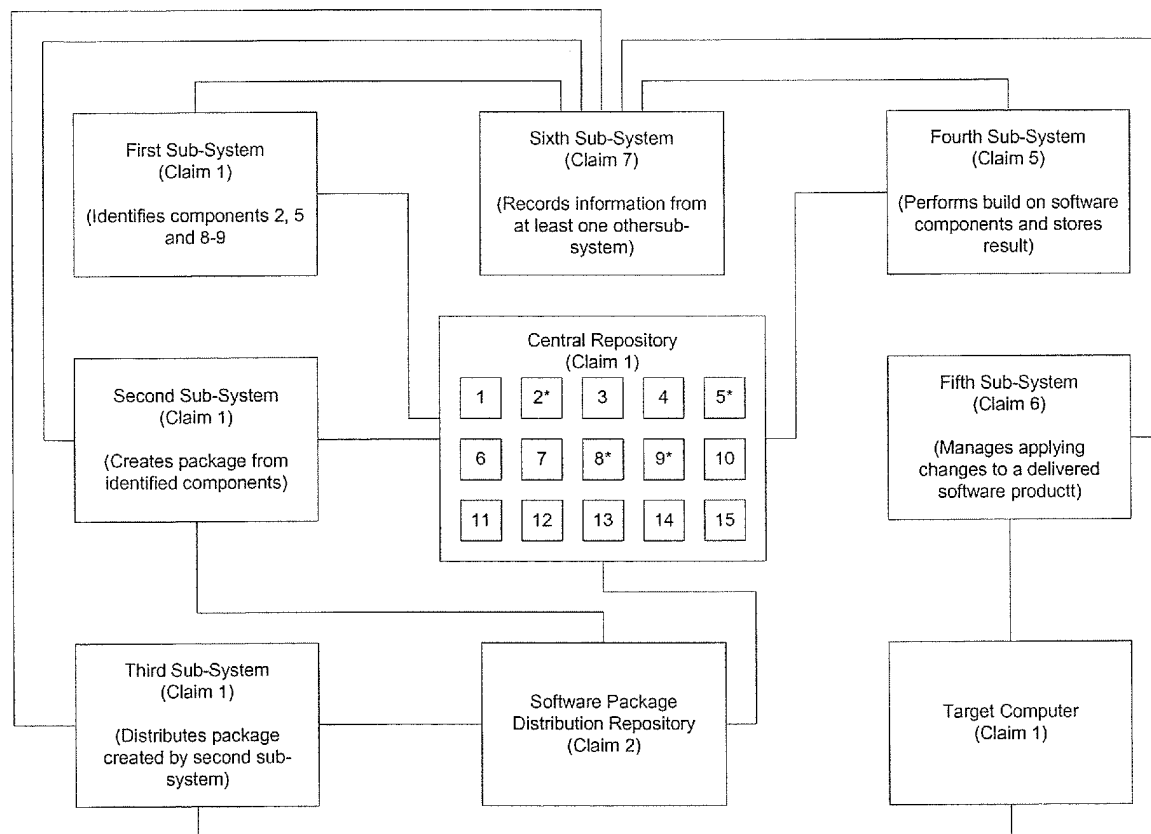 First Sub-System
(Claim 1)
(Identifies components 2, 5
and 8-9)
Sixth Sub-System
(Claim 7)
(Records information from
at least one othersub-
system)
Fourth Sub-System
(Claim 5)
(Performs build on software
components and stores
result)
Second Sub-System
(Claim 1)
(Creates package from
identified components)
Central Repository
(Claim 1)
1 2* 3 4 5*
6 7 8* 9* 10
11 12 13 14 15
Fifth Sub-System
(Claim 6)
(Manages applying
changes to a delivered
software productt)
Third Sub-System
(Claim 1)
(Distributes package
created by second sub-
system)
Software Package
Distribution Repository
(Claim 2)
Target Computer
(Claim 1)